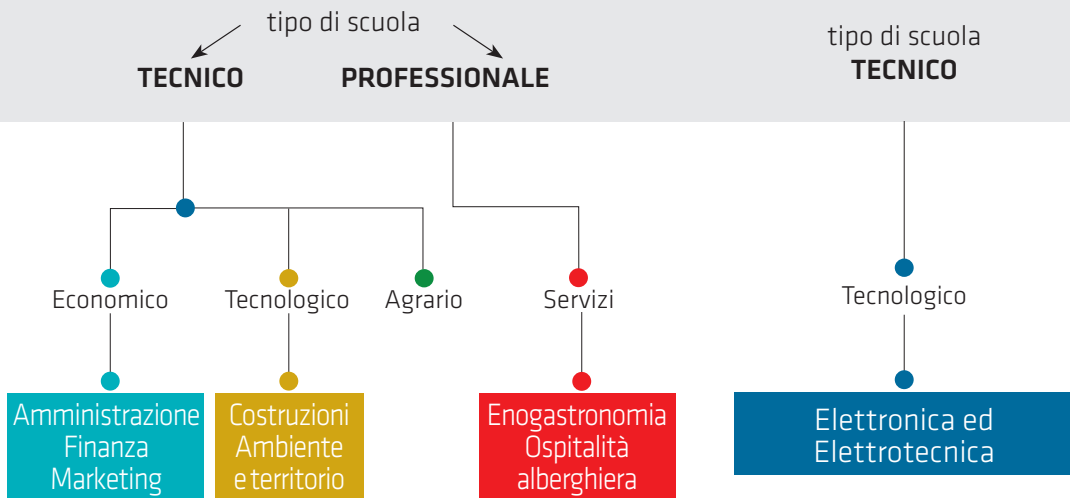 tipo di scuola
TECNICO
PROFESSIONALE
tipo di scuola
TECNICO
Economico
Tecnologico
Agrario
Servizi
Tecnologico
Amministrazione
Finanza
Marketing
Costruzioni
Ambiente
e territorio
Enogastronomia
Ospitalità
alberghiera
Elettronica ed
Elettrotecnica